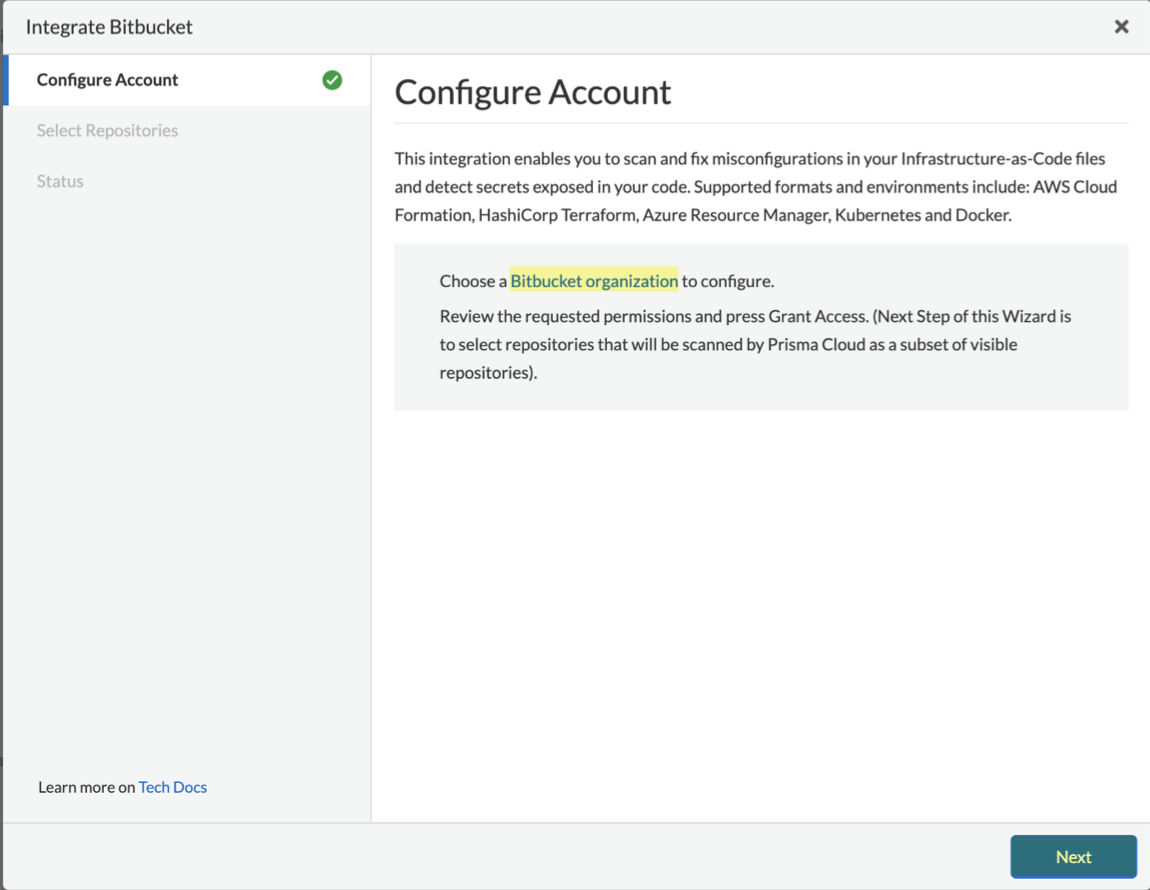 Integrate Bitbucket
Configure Account
Select Repositories
Status
Learn more on Tech Docs
Configure Account
This integration enables you to scan and fix misconfigurations in your Infrastructure-as-Code files
and detect secrets exposed in your code. Supported formats and environments include: AWS Cloud
Formation, HashiCorp Terraform, Azure Resource Manager, Kubernetes and Docker.
Choose a Bitbucket organization to configure.
Review the requested permissions and press Grant Access. (Next Step of this Wizard is
to select repositories that will be scanned by Prisma Cloud as a subset of visible
repositories).
Next